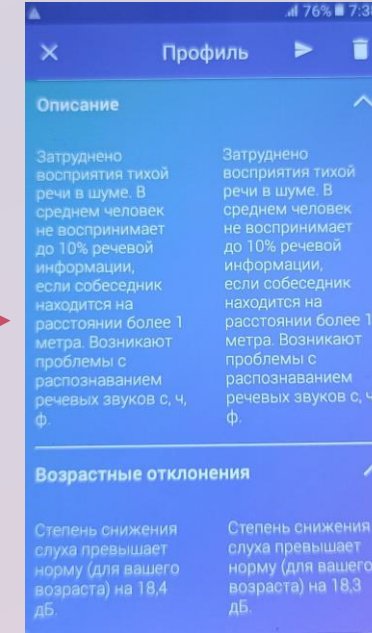 76% 7:38
Профиль
Описание
Затруднено
восприятия тихой
речи в шуме. В
среднем человек
не воспринимает
до 10% речевой
информации,
если собеседник
находится на
расстоянии более 1
метра. Возникают
проблемы с
распознаванием
речевых звуков с, ч,
ф.
Затруднено
восприятия тихой
речи в шуме. В
среднем человек
не воспринимает
до 10% речевой
информации,
если собеседник
находится на
расстоянии более 1
метра. Возникают
проблемы с
распознаванием
речевых звуков с, ч
ф.
Возрастные отклонения
Степень снижения
слуха превышает
норму (для вашего
возраста) на 18,4
дБ.
Степень снижения
слуха превышает
норму (для вашего
возраста) на 18,3
дБ.